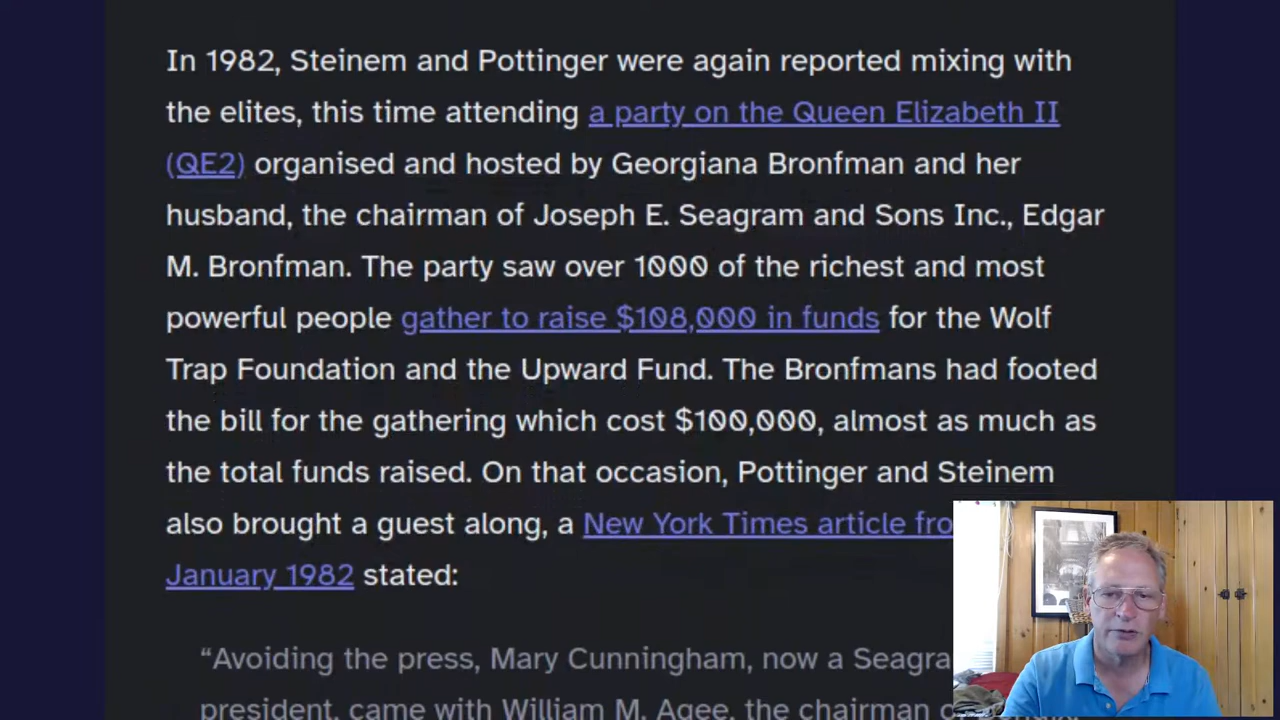 In 1982, Steinem and Pottinger were again reported mixing with
the elites, this time attending a party on the Queen Elizabeth II
(QE2) organised and hosted by Georgiana Bronfman and her
husband, the chairman of Joseph E. Seagram and Sons Inc., Edgar
M. Bronfman. The party saw over 1000 of the richest and most
powerful people gather to raise $108,000 in funds for the Wolf
Trap Foundation and the Upward Fund. The Bronfmans had footed
the bill for the gathering which cost $100,000, almost as much as
the total funds raised. On that occasion, Pottinger and Steinem
also brought a guest along, a New York Times article fro
January 1982 stated:
“Avoiding the press, Mary Cunningham, now a Seagra
president, came with William M. Agee, the chairman